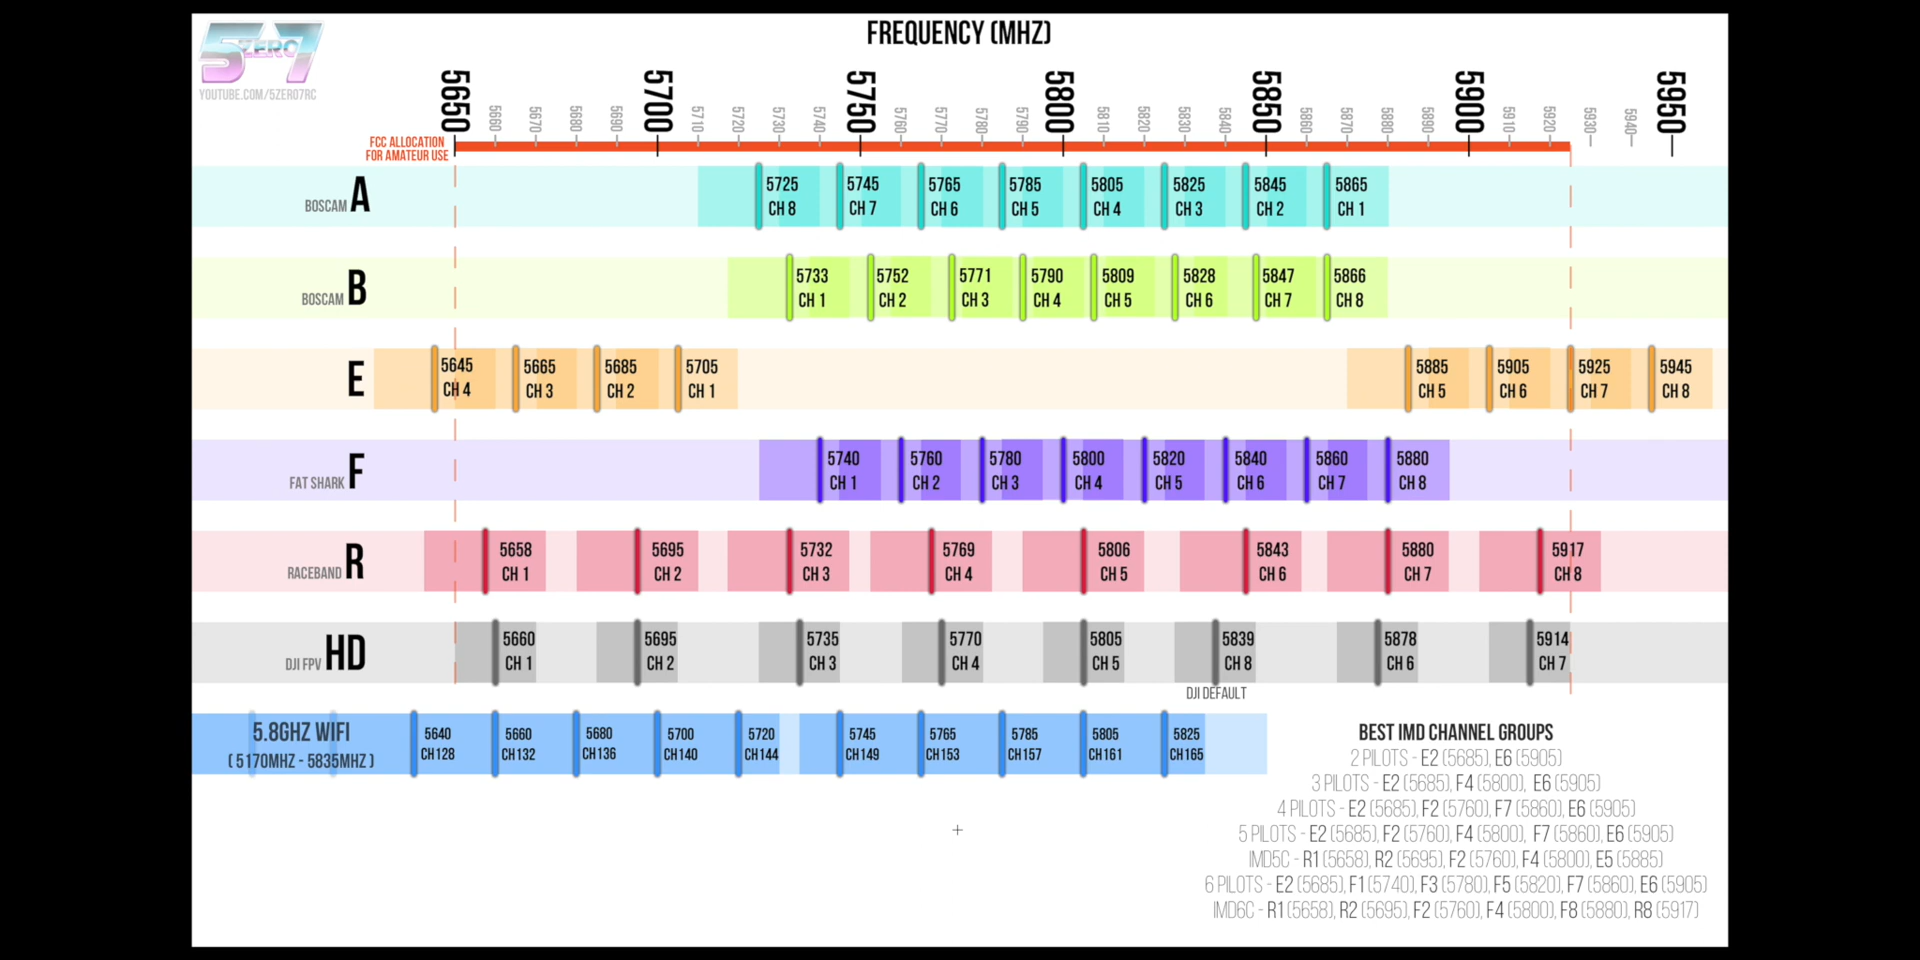 5ZERO7
YOUTUBE.COM/5ZERO7RC
FREQUENCY (MHZ)
5650 5660 5670 5680 5690 5700 5710 5720 5730 5740 5750 5760 5770 5780 5790 5800 5810 5820 5830 5840 5850 5860 5870 5880 5890 5900 5910 5920 5930 5940 5950
FCC ALLOCATION
FOR AMATEUR USE
BOSCAM A
5725 5745 5765 5785 5805 5825 5845 5865
CH 8 CH 7 CH 6 CH 5 CH 4 CH 3 CH 2 CH 1
BOSCAM B
5733 5752 5771 5790 5809 5828 5847 5866
CH 1 CH 2 CH 3 CH 4 CH 5 CH 6 CH 7 CH 8
E
5645 5665 5685 5705 5885 5905 5925 5945
CH 4 CH 3 CH 2 CH 1 CH 5 CH 6 CH 7 CH 8
FAT SHARK F
5740 5760 5780 5800 5820 5840 5860 5880
CH 1 CH 2 CH 3 CH 4 CH 5 CH 6 CH 7 CH 8
RACEBAND R
5658 5695 5732 5769 5806 5843 5880 5917
CH 1 CH 2 CH 3 CH 4 CH 5 CH 6 CH 7 CH 8
DJI FPV HD
5660 5695 5735 5770 5805 5839 5878 5914
CH 1 CH 2 CH 3 CH 4 CH 5 CH 8 CH 6 CH 7
DJI DEFAULT
5.8GHZ WIFI
(5170MHZ - 5835MHZ)
5640 5660 5680 5700 5720 5745 5765 5785 5805 5825
CH128 CH132 CH136 CH140 CH144 CH149 CH153 CH157 CH161 CH165
BEST IMD CHANNEL GROUPS
2 PILOTS - E2 (5685), E6 (5905)
3 PILOTS - E2 (5685), F4 (5800), E6 (5905)
4 PILOTS - E2 (5685), F2 (5760), F7 (5860), E6 (5905)
5 PILOTS - E2 (5685), F2 (5760), F4 (5800), F7 (5860), E6 (5905)
IMD5C - R1 (5658), R2 (5695), F2 (5760), F4 (5800), E5 (5885)
6 PILOTS - E2 (5685), F1 (5740), F3 (5780), F5 (5820), F7 (5860), E6 (5905)
IMD6C - R1 (5658), R2 (5695), F2 (5760), F4 (5800), F8 (5880), R8 (5917)